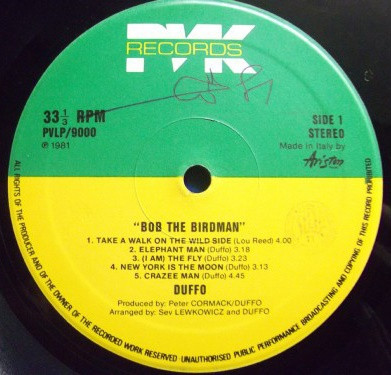 PVK
RECORDS
33 1/3 RPM
PVLP/9000
℗ 1981
SIDE 1
STEREO
Made in Italy by
Ariston
"BOB THE BIRDMAN"
1. TAKE A WALK ON THE WILD SIDE (Lou Reed) 4.00
2. ELEPHANT MAN (Duffo) 3.18
3. (I AM) THE FLY (Duffo) 3.23
4. NEW YORK IS THE MOON (Duffo) 3.13
5. CRAZEE MAN (Duffo) 4.45
DUFFO
Produced by: Peter CORMACK/DUFFO
Arranged by: Sev LEWKOWICZ and DUFFO
ALL RIGHTS OF THE PRODUCER AND OF THE OWNER OF THE RECORDED WORK RESERVED · UNAUTHORISED PUBLIC PERFORMANCE BROADCASTING AND COPYING OF THIS RECORD PROHIBITED